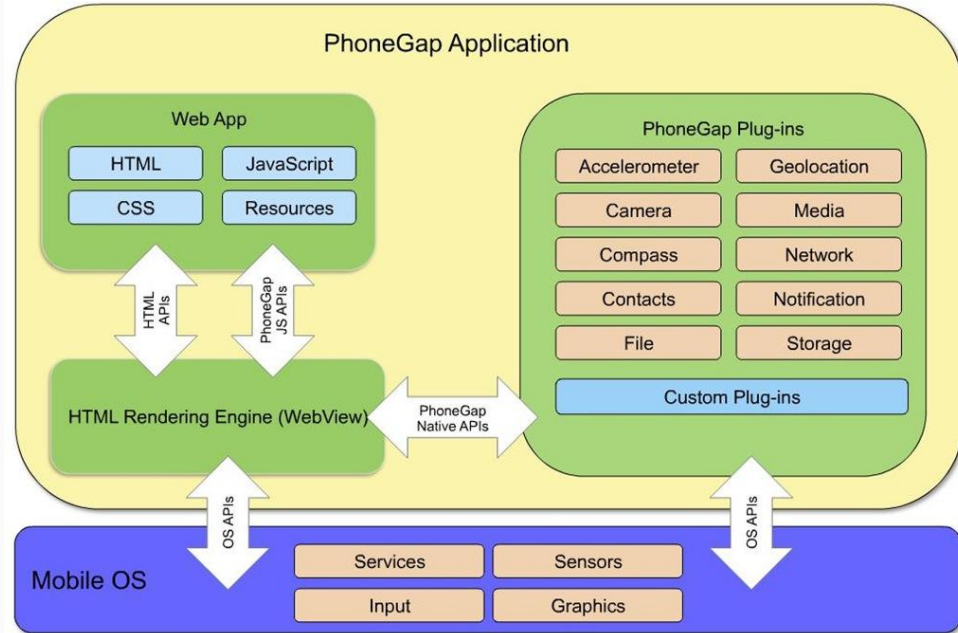 PhoneGap Application
Web App
HTML
JavaScript
CSS
Resources
HTML
APIs
PhoneGap
JS APIs
HTML Rendering Engine (WebView)
PhoneGap
Native APIs
PhoneGap Plug-ins
Accelerometer
Geolocation
Camera
Media
Compass
Network
Contacts
Notification
File
Storage
Custom Plug-ins
OS APIs
OS APIs
Mobile OS
Services
Sensors
Input
Graphics